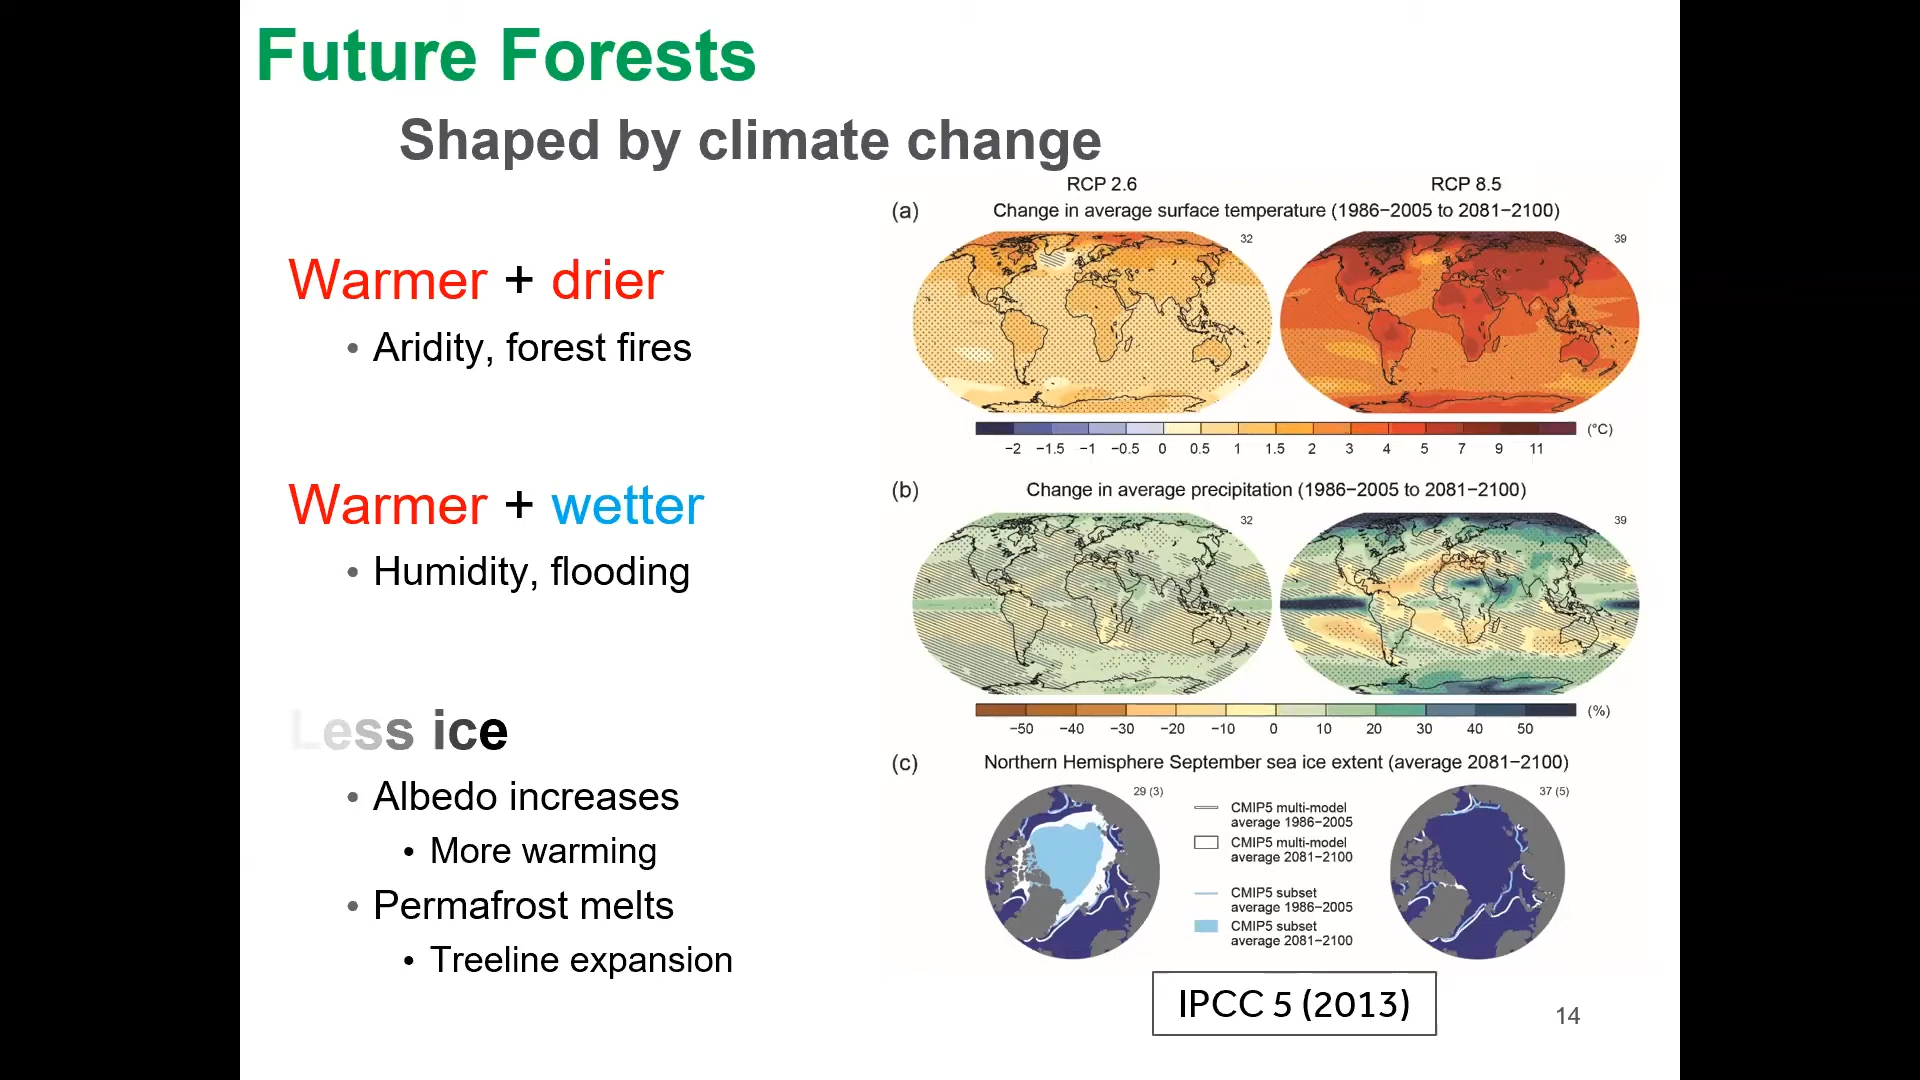 Future Forests
Shaped by climate change
Warmer + drier
• Aridity, forest fires
Warmer + wetter
• Humidity, flooding
Less ice
• Albedo increases
• More warming
• Permafrost melts
• Treeline expansion
RCP 2.6 RCP 8.5
(a) Change in average surface temperature (1986−2005 to 2081−2100)
32 39
−2 −1.5 −1 −0.5 0 0.5 1 1.5 2 3 4 5 7 9 11 (°C)
(b) Change in average precipitation (1986−2005 to 2081−2100)
32 39
−50 −40 −30 −20 −10 0 10 20 30 40 50 (%)
(c) Northern Hemisphere September sea ice extent (average 2081−2100)
29 (3) 37 (5)
CMIP5 multi-model
average 1986−2005
CMIP5 multi-model
average 2081−2100
CMIP5 subset
average 1986−2005
CMIP5 subset
average 2081−2100
IPCC 5 (2013)
14